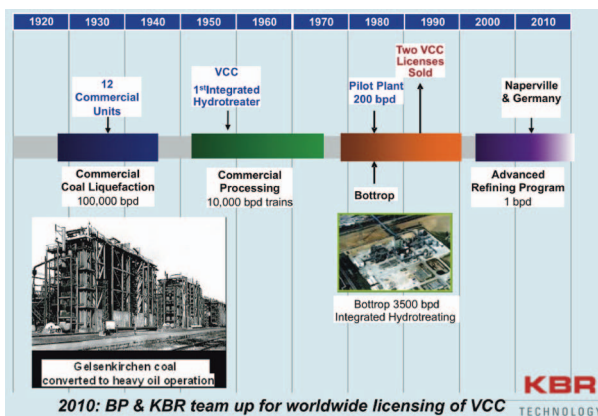 1920 1930 1940 1950 1960 1970 1980 1990 2000 2010
12
Commercial
Units
VCC
1stIntegrated
Hydrotreater
Pilot Plant
200 bpd
Two VCC
Licenses
Sold
Naperville
& Germany
Commercial
Coal Liquefaction
100,000 bpd
Commercial
Processing
10,000 bpd trains
Bottrop
Advanced
Refining Program
1 bpd
Bottrop 3500 bpd
Integrated Hydrotreating
Gelsenkirchen coal
converted to heavy oil operation
KBR
TECHNOLOGY
2010: BP & KBR team up for worldwide licensing of VCC